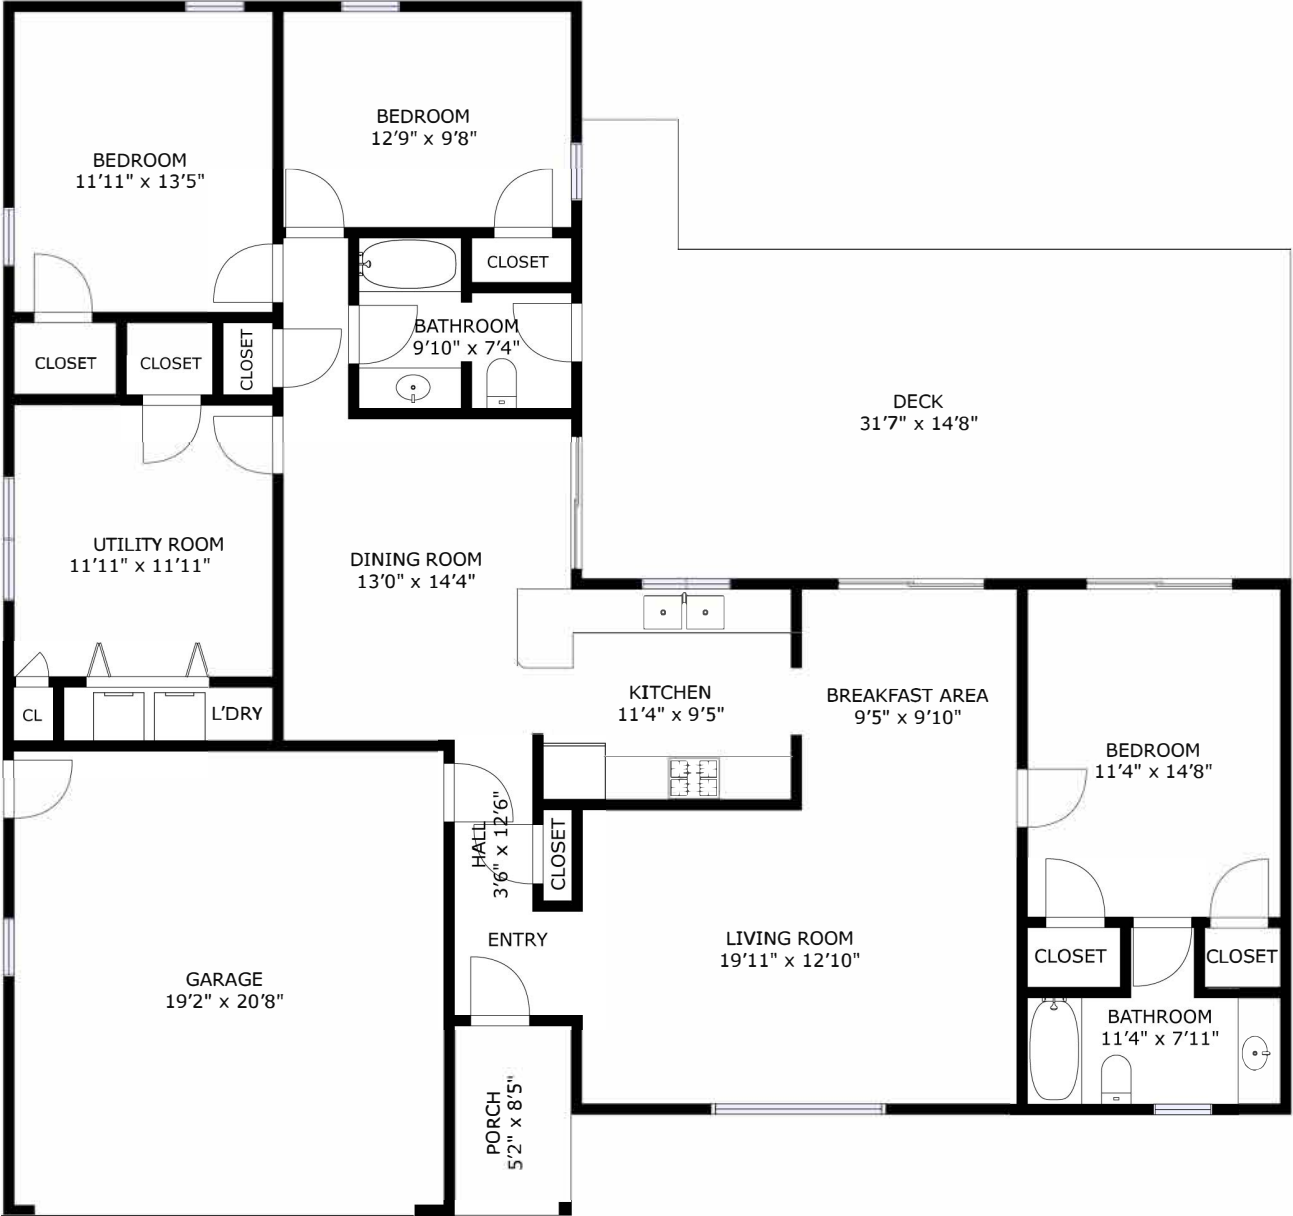 BEDROOM
12'9" x 9'8"
BEDROOM
11'11" x 13'5"
CLOSET
BATHROOM
9'10" x 7'4"
CLOSET
CLOSET
CLOSET
DECK
31'7" x 14'8"
UTILITY ROOM
11'11" x 11'11"
DINING ROOM
13'0" x 14'4"
KITCHEN
11'4" x 9'5"
BREAKFAST AREA
9'5" x 9'10"
CL
L'DRY
BEDROOM
11'4" x 14'8"
HALL
3'6" x 12'6"
CLOSET
ENTRY
LIVING ROOM
19'11" x 12'10"
CLOSET
CLOSET
GARAGE
19'2" x 20'8"
BATHROOM
11'4" x 7'11"
PORCH
5'2" x 8'5"